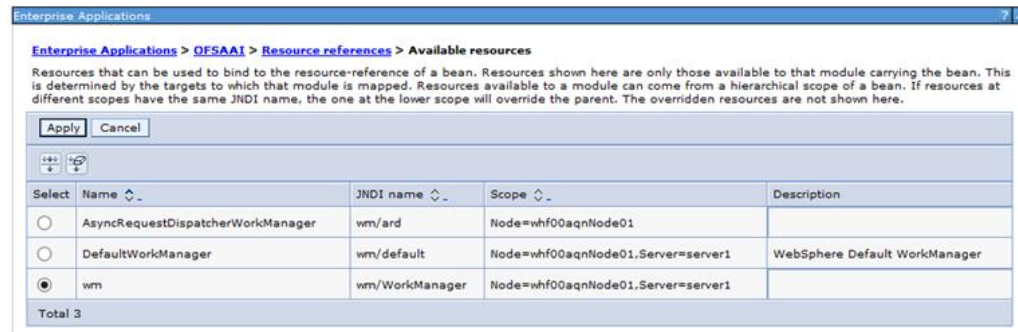 Enterprise Applications ?
Enterprise Applications > OFSAAI > Resource references > Available resources
Resources that can be used to bind to the resource-reference of a bean. Resources shown here are only those available to that module carrying the bean. This
is determined by the targets to which that module is mapped. Resources available to a module can come from a hierarchical scope of a bean. If resources at
different scopes have the same JNDI name, the one at the lower scope will override the parent. The overridden resources are not shown here.
Apply Cancel
Select Name JNDI name Scope Description
AsyncRequestDispatcherWorkManager wm/ard Node=whf00aqnNode01
DefaultWorkManager wm/default Node=whf00aqnNode01,Server=server1 WebSphere Default WorkManager
wm wm/WorkManager Node=whf00aqnNode01,Server=server1
Total 3